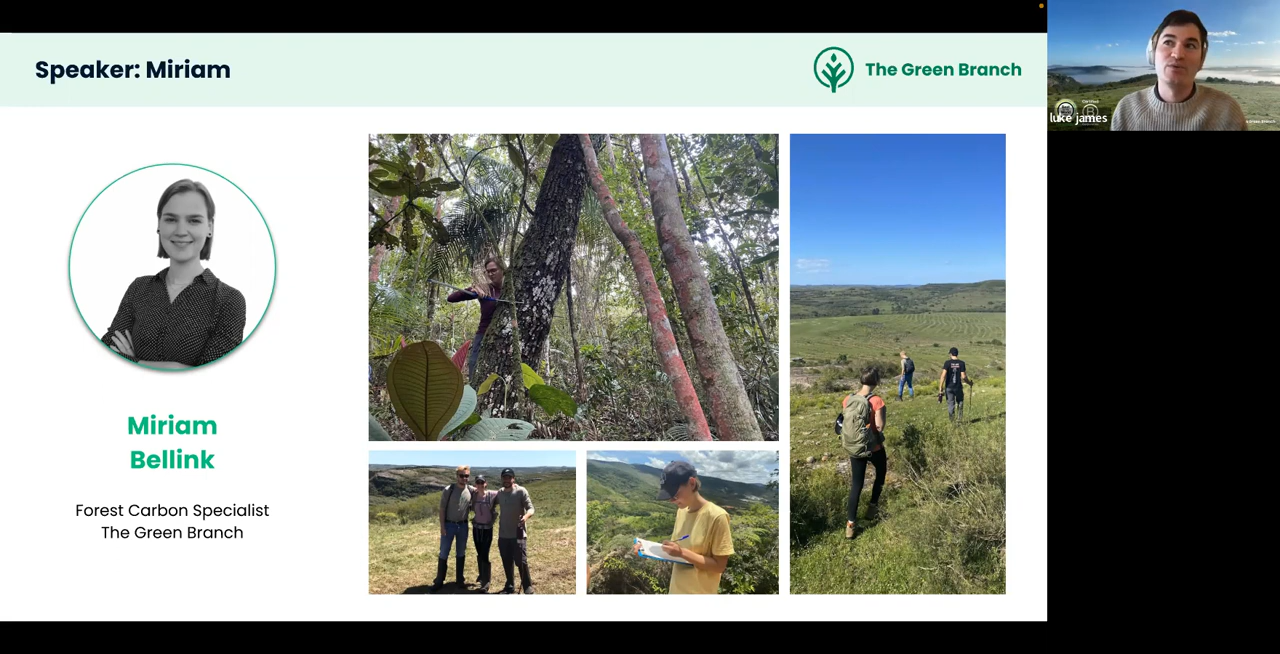 Speaker: Miriam
The Green Branch
luke james
Miriam
Bellink
Forest Carbon Specialist
The Green Branch